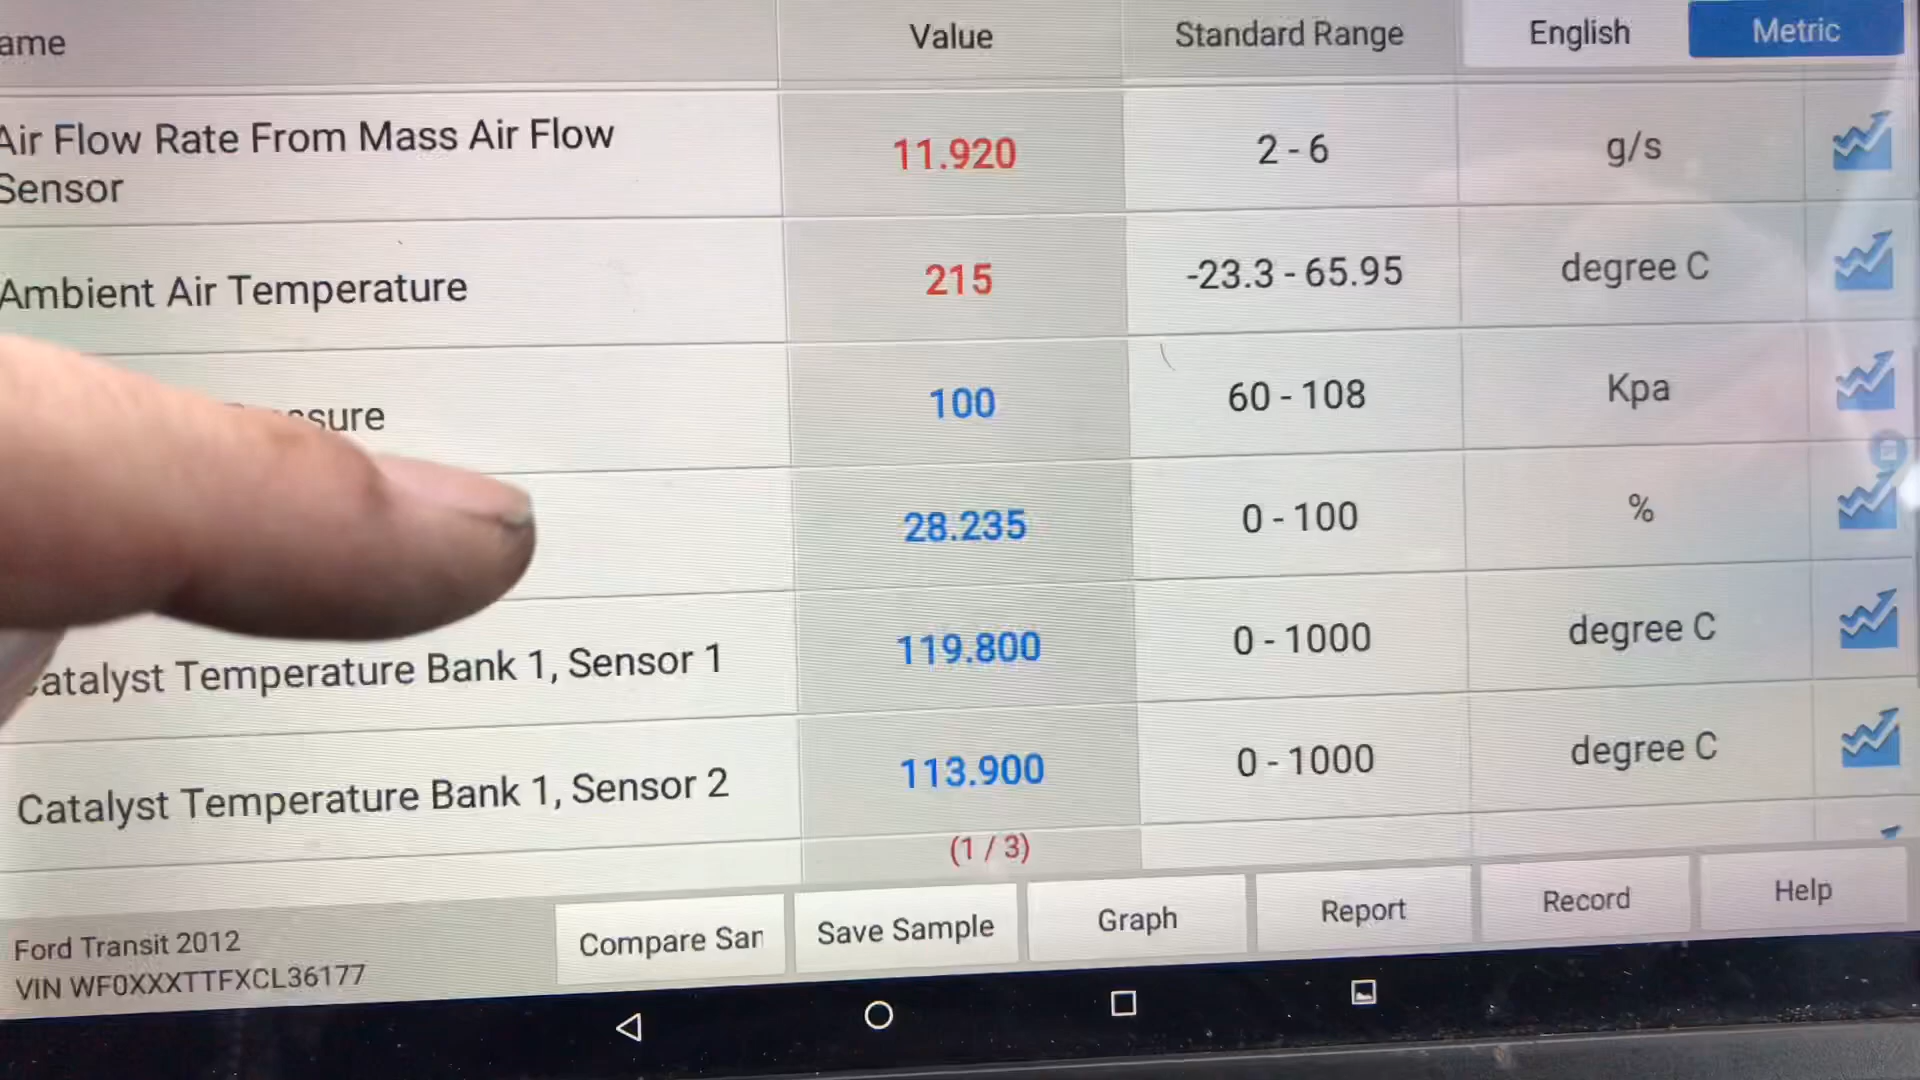 ame Value Standard Range English Metric
Air Flow Rate From Mass Air Flow
Sensor 11.920 2 - 6 g/s
Ambient Air Temperature 215 -23.3 - 65.95 degree C
ssure 100 60 - 108 Kpa
28.235 0 - 100 %
Catalyst Temperature Bank 1, Sensor 1 119.800 0 - 1000 degree C
Catalyst Temperature Bank 1, Sensor 2 113.900 0 - 1000 degree C
(1 / 3)
Ford Transit 2012
VIN WF0XXXTTFXCL36177
Compare Sar Save Sample Graph Report Record Help